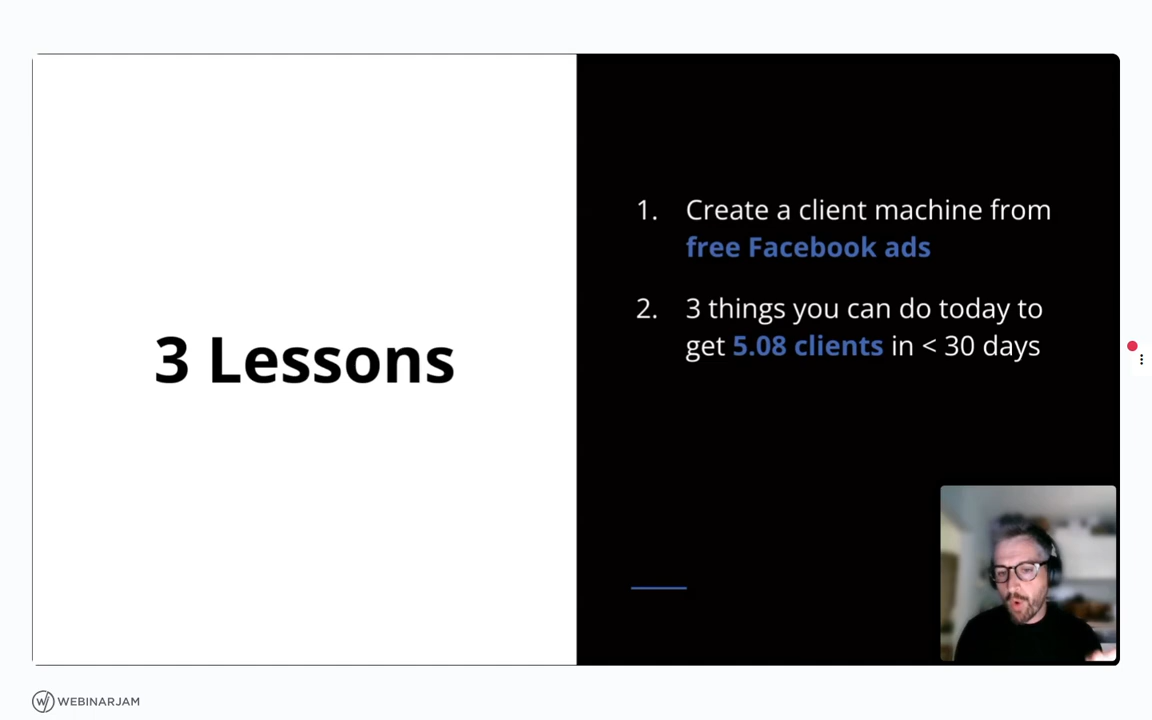 3 Lessons
1. Create a client machine from
free Facebook ads
2. 3 things you can do today to
get 5.08 clients in < 30 days
WEBINARJAM